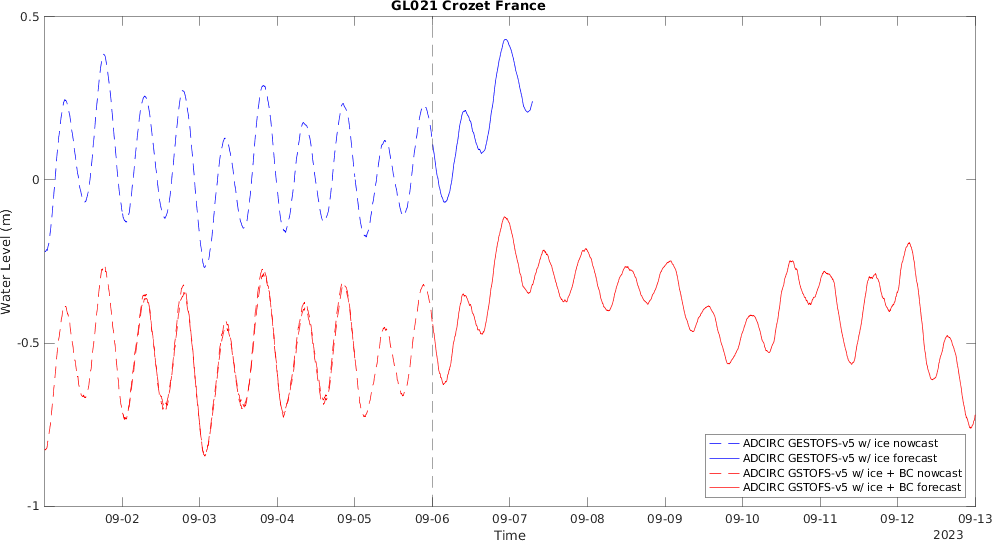 GL021 Crozet France
0.5
0
-0.5
-1
Water Level (m)
09-02 09-03 09-04 09-05 09-06 09-07 09-08 09-09 09-10 09-11 09-12 09-13
Time
2023
ADCIRC GESTOFS-v5 w/ ice nowcast
ADCIRC GESTOFS-v5 w/ ice forecast
ADCIRC GSTOFS-v5 w/ ice + BC nowcast
ADCIRC GSTOFS-v5 w/ ice + BC forecast